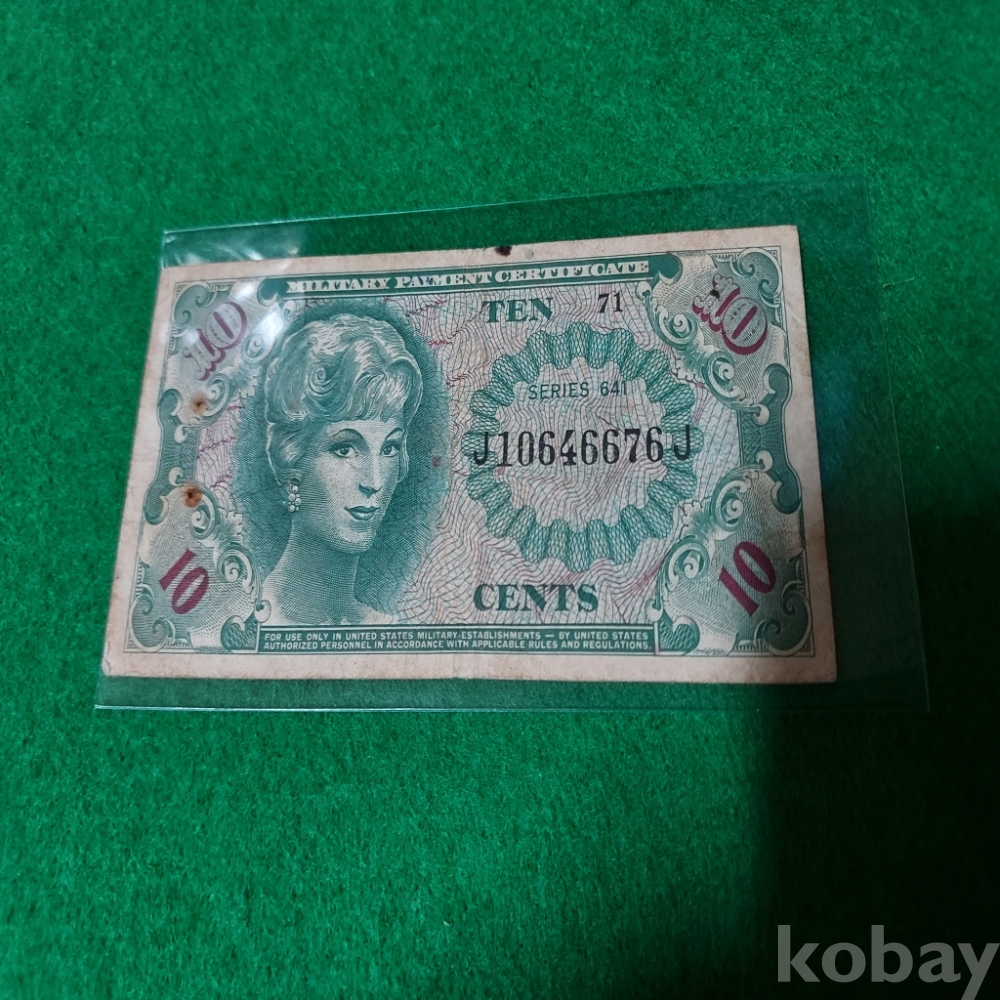 MILITARY PAYMENT CERTIFICATE
10
TEN 71
10
SERIES 641
J10646676J
10
CENTS
10
FOR USE ONLY IN UNITED STATES MILITARY ESTABLISHMENTS — BY UNITED STATES
AUTHORIZED PERSONNEL IN ACCORDANCE WITH APPLICABLE RULES AND REGULATIONS
kobay